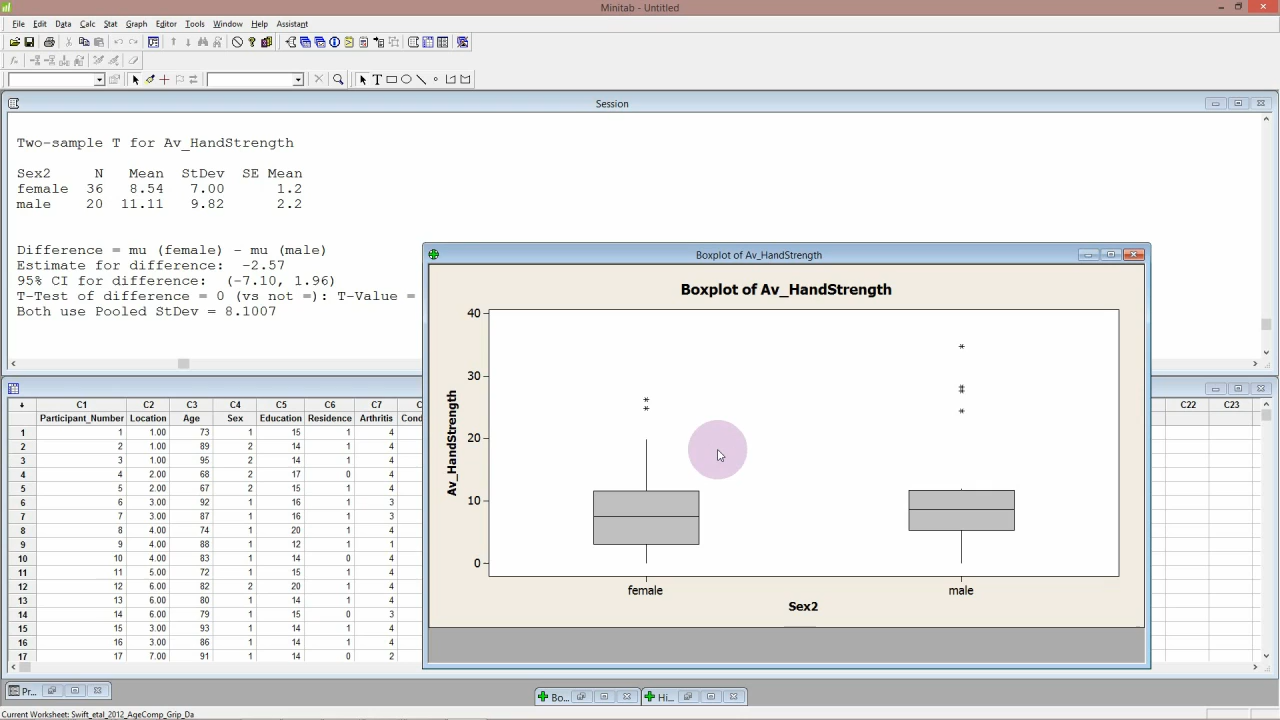 Minitab - Untitled
File Edit Data Calc Stat Graph Editor Tools Window Help Assistant
Session
Two-sample T for Av_HandStrength
Sex2 N Mean StDev SE Mean
female 36 8.54 7.00 1.2
male 20 11.11 9.82 2.2
Difference = mu (female) - mu (male)
Estimate for difference: -2.57
95% CI for difference: (-7.10, 1.96)
T-Test of difference = 0 (vs not =): T-Value =
Both use Pooled StDev = 8.1007
Boxplot of Av_HandStrength
Boxplot of Av_HandStrength
40
30
20
10
0
Av_HandStrength
female male
Sex2
C1 C2 C3 C4 C5 C6 C7 C22 C23
Participant_Number Location Age Sex Education Residence Arthritis Conc
1 1 1.00 73 1 15 1 4
2 2 1.00 89 2 14 1 4
3 3 1.00 95 2 14 1 4
4 4 2.00 68 2 17 0 4
5 5 2.00 67 2 15 1 4
6 6 3.00 92 1 16 1 3
7 7 3.00 87 1 16 1 3
8 8 4.00 74 1 20 1 4
9 9 4.00 88 1 12 1 1
10 10 4.00 83 1 14 0 4
11 11 5.00 72 1 15 1 4
12 12 6.00 82 2 20 1 4
13 13 6.00 80 1 14 1 4
14 14 6.00 79 1 15 0 3
15 15 3.00 93 1 14 1 4
16 16 3.00 86 1 14 1 4
17 17 7.00 91 1 14 0 2
Pr... Bo... Hi...
Current Worksheet: Swift_etal_2012_AgeComp_Grip_Da